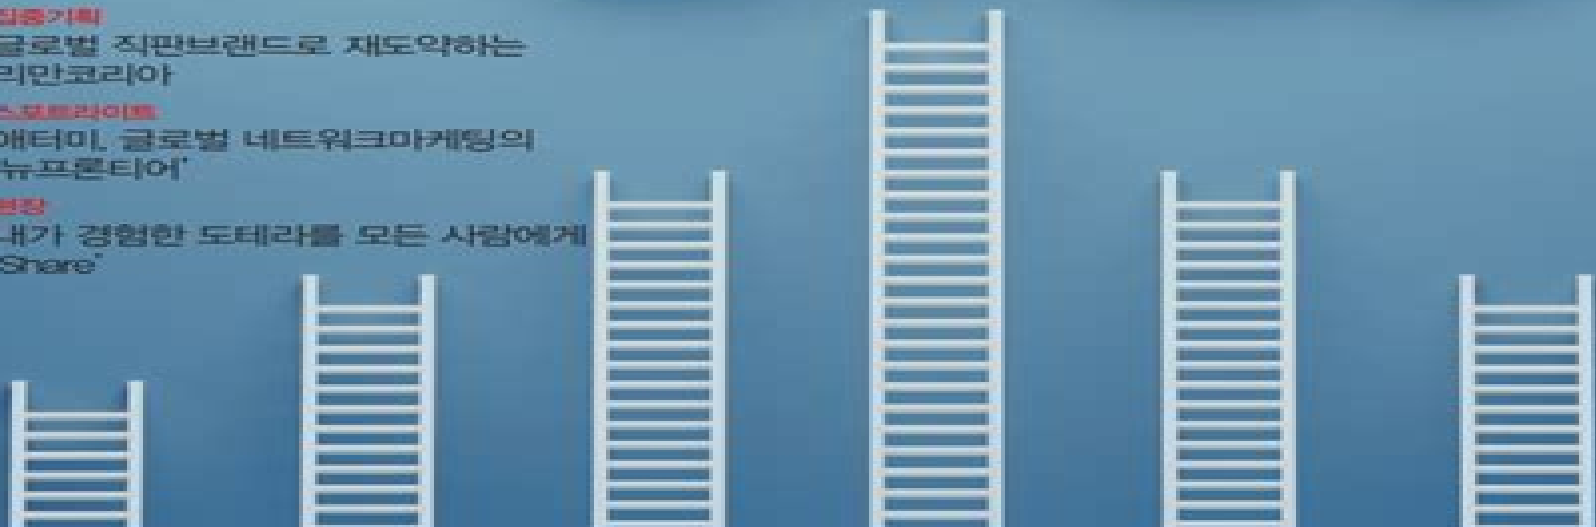 집중기획
글로벌 직판브랜드로 재도약하는
리만코리아
스포트라이트
애터미, 글로벌 네트워크마케팅의
뉴프론티어'
현장
내가 경험한 도테라를 모든 사람에게
Share"